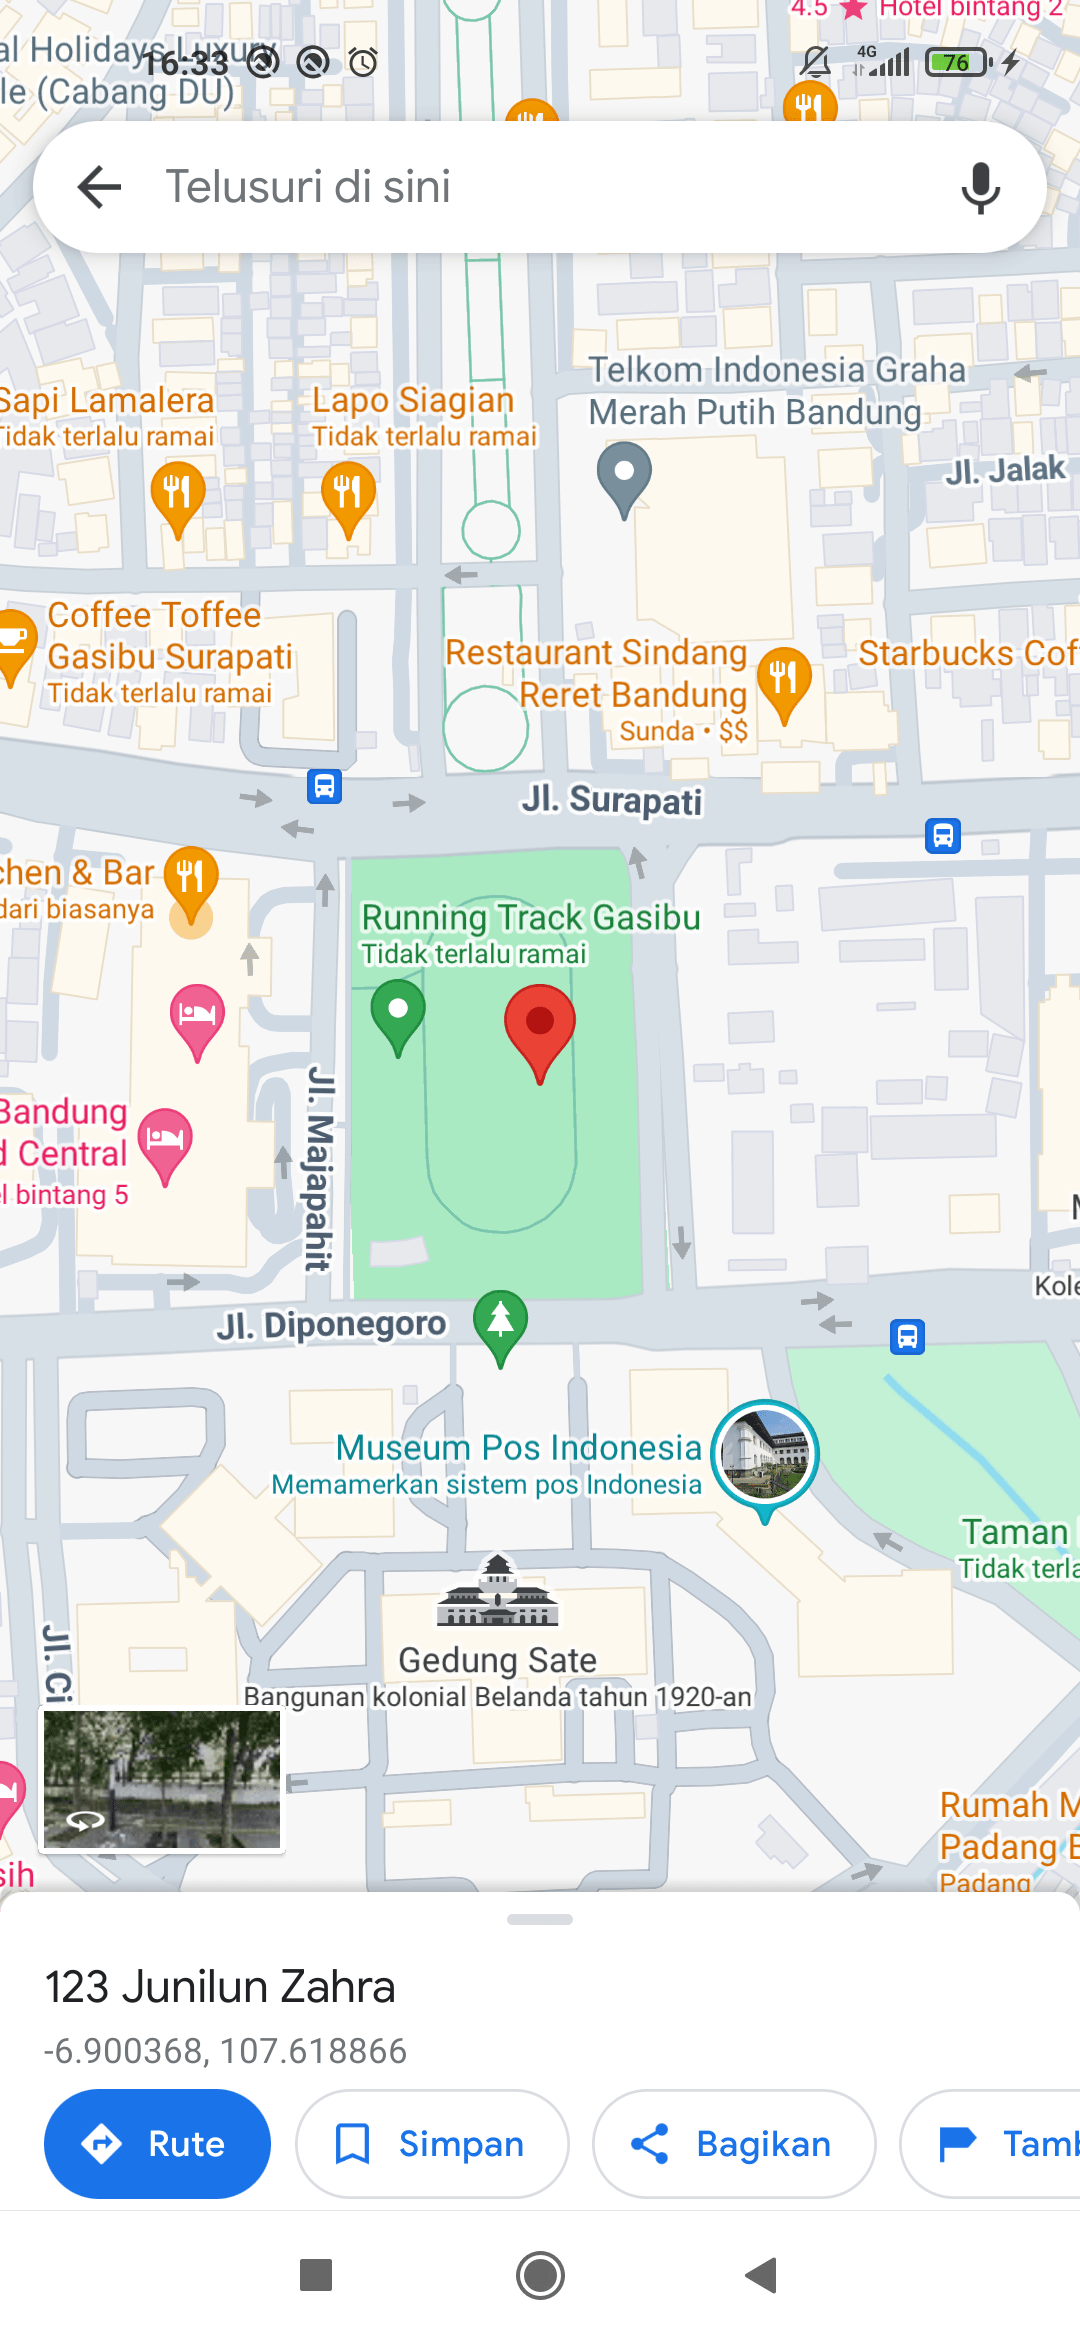 4.5 ★ Hotel bintang 2
al Holidays Luxury
le (Cabang DU)
16:33
4G
76
Telusuri di sini
Telkom Indonesia Graha
Merah Putih Bandung
Sapi Lamalera
Tidak terlalu ramai
Lapo Siagian
Tidak terlalu ramai
Jl. Jalak
Coffee Toffee
Gasibu Surapati
Tidak terlalu ramai
Restaurant Sindang
Reret Bandung
Sunda • $$
Starbucks Cof
Jl. Surapati
chen & Bar
dari biasanya
Running Track Gasibu
Tidak terlalu ramai
Jl. Majapahit
Bandung
d Central
el bintang 5
M
Kole
Jl. Diponegoro
Museum Pos Indonesia
Memamerkan sistem pos Indonesia
Taman
Tidak terla
Gedung Sate
Bangunan kolonial Belanda tahun 1920-an
Jl. Ci
Rumah M
Padang B
Padang
sih
123 Junilun Zahra
-6.900368, 107.618866
Rute
Simpan
Bagikan
Tamb